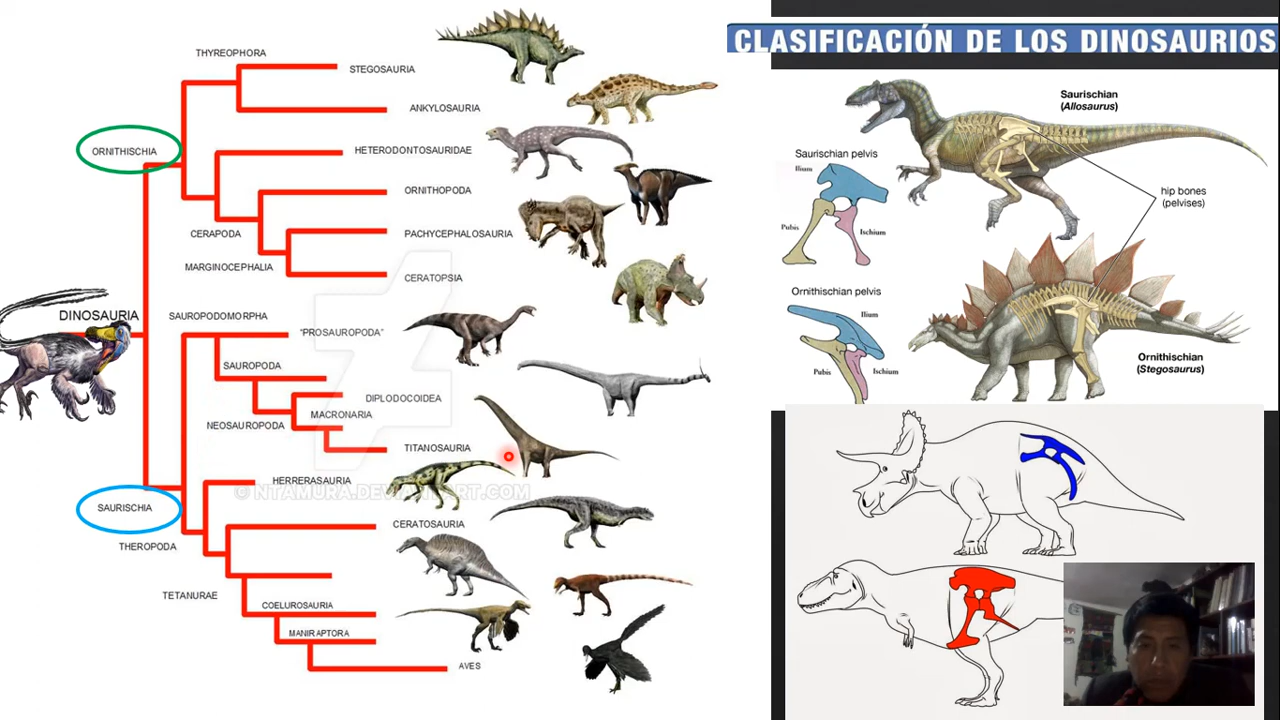 THYREOPHORA
STEGOSAURIA
ANKYLOSAURIA
ORNITHISCHIA
HETERODONTOSAURIDAE
ORNITHOPODA
CERAPODA
PACHYCEPHALOSAURIA
MARGINOCEPHALIA
CERATOPSIA
DINOSAURIA
SAUROPODOMORPHA
"PROSAUROPODA"
SAUROPODA
DIPLODOCOIDEA
MACRONARIA
NEOSAUROPODA
TITANOSAURIA
HERRERASAURIA
© NTAMURA.DEVIANTART.COM
SAURISCHIA
CERATOSAURIA
THEROPODA
TETANURAE
COELUROSAURIA
MANIRAPTORA
AVES
CLASIFICACIÓN DE LOS DINOSAURIOS
Saurischian
(Allosaurus)
Saurischian pelvis
Ilium
Pubis
Ischium
hip bones
(pelvises)
Ornithischian pelvis
Ilium
Pubis
Ischium
Ornithischian
(Stegosaurus)